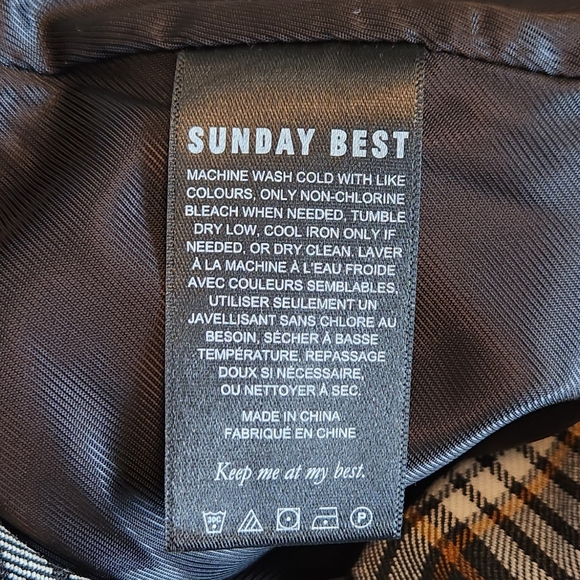 SUNDAY BEST
MACHINE WASH COLD WITH LIKE
COLOURS, ONLY NON-CHLORINE
BLEACH WHEN NEEDED, TUMBLE
DRY LOW, COOL IRON ONLY IF
NEEDED, OR DRY CLEAN. LAVER
À LA MACHINE À L'EAU FROIDE
AVEC COULEURS SEMBLABLES,
UTILISER SEULEMENT UN
JAVELLISANT SANS CHLORE AU
BESOIN, SÉCHER À BASSE
TEMPÉRATURE, REPASSAGE
DOUX SI NÉCESSAIRE,
OU NETTOYER À SEC.
MADE IN CHINA
FABRIQUÉ EN CHINE
Keep me at my best.
30C P